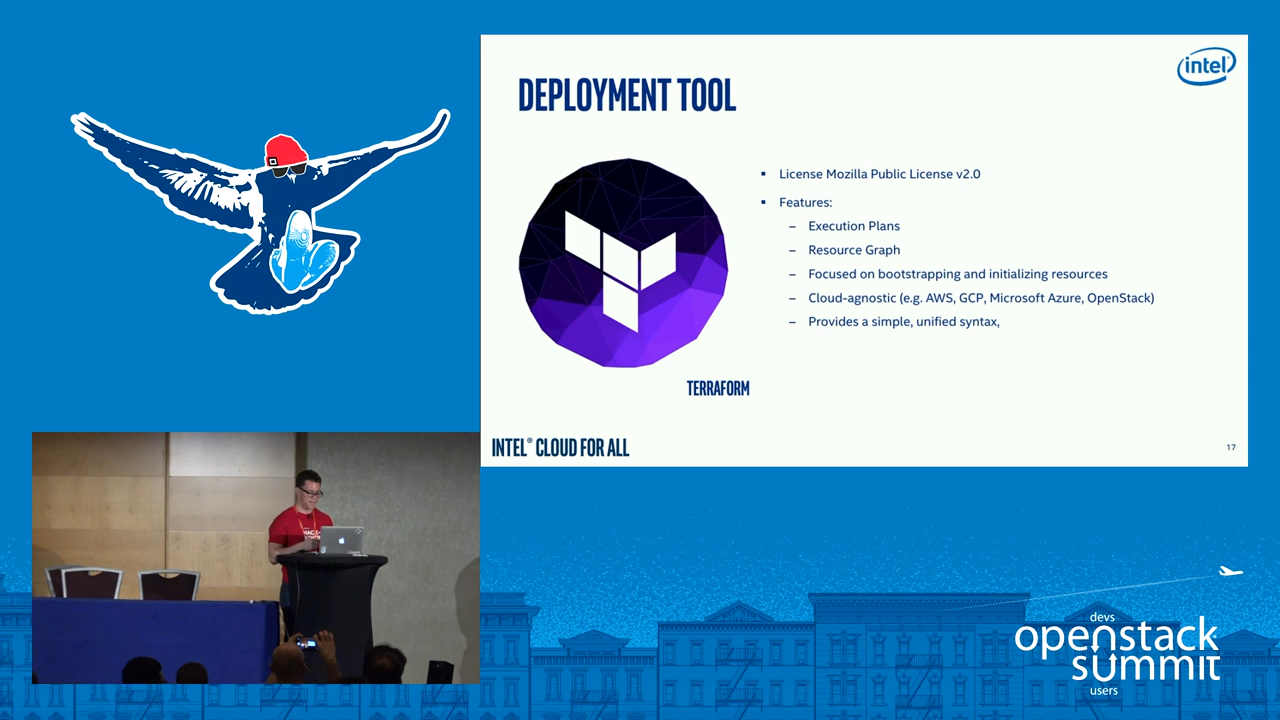 intel
DEPLOYMENT TOOL
▪ License Mozilla Public License v2.0
▪ Features:
– Execution Plans
– Resource Graph
– Focused on bootstrapping and initializing resources
– Cloud-agnostic (e.g. AWS, GCP, Microsoft Azure, OpenStack)
– Provides a simple, unified syntax,
TERRAFORM
INTEL® CLOUD FOR ALL
17
devs
openstack
summit
users